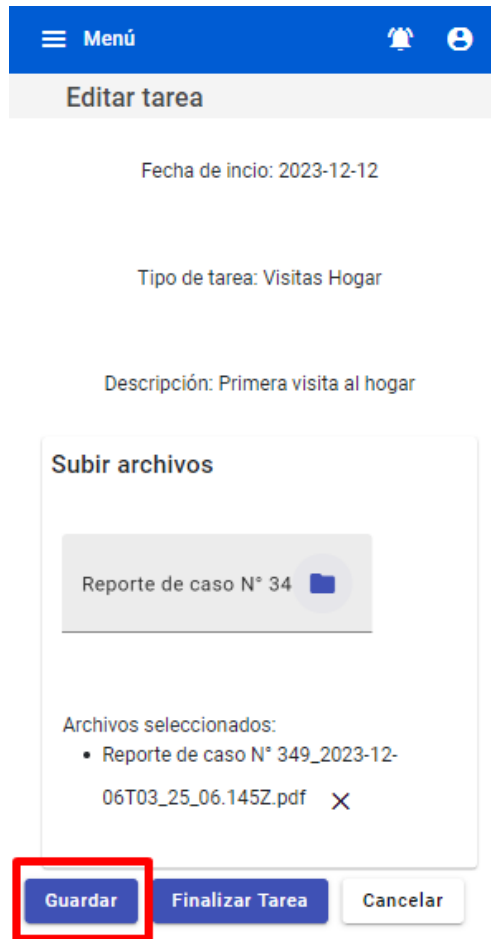 Menú
Editar tarea
Fecha de incio: 2023-12-12
Tipo de tarea: Visitas Hogar
Descripción: Primera visita al hogar
Subir archivos
Reporte de caso N° 34
Archivos seleccionados:
• Reporte de caso N° 349_2023-12-
06T03_25_06.145Z.pdf
Guardar Finalizar Tarea Cancelar